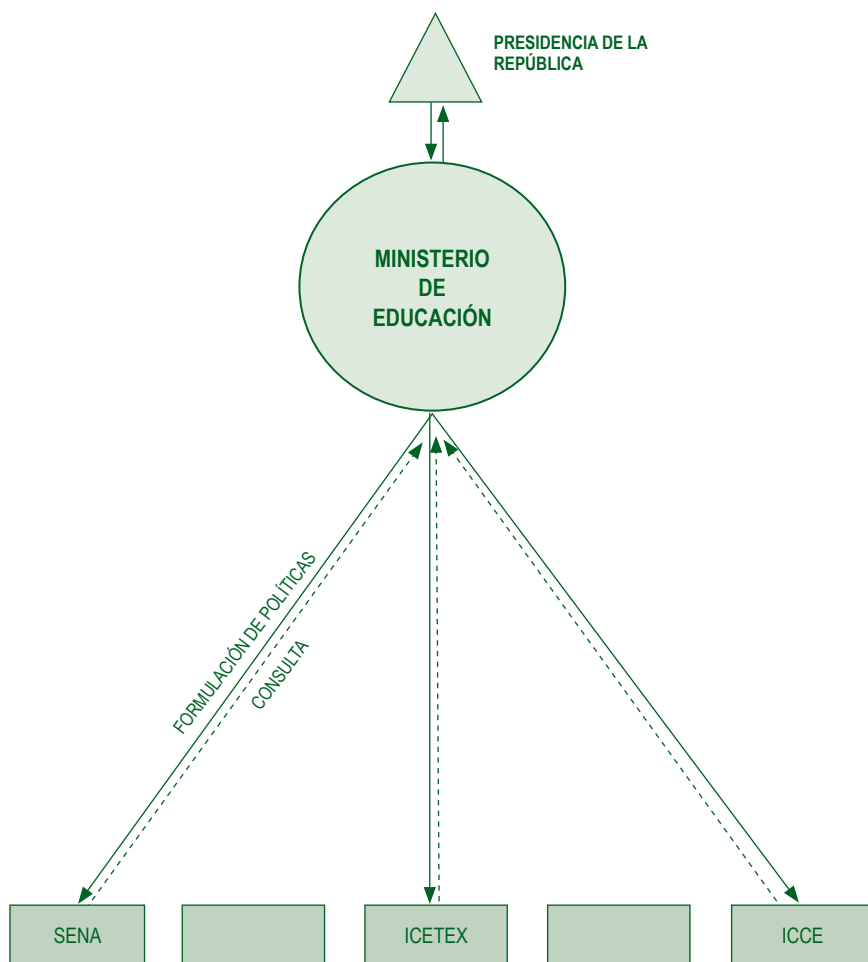 PRESIDENCIA DE LA
REPÚBLICA
MINISTERIO
DE
EDUCACIÓN
FORMULACIÓN DE POLÍTICAS
CONSULTA
SENA
ICETEX
ICCE